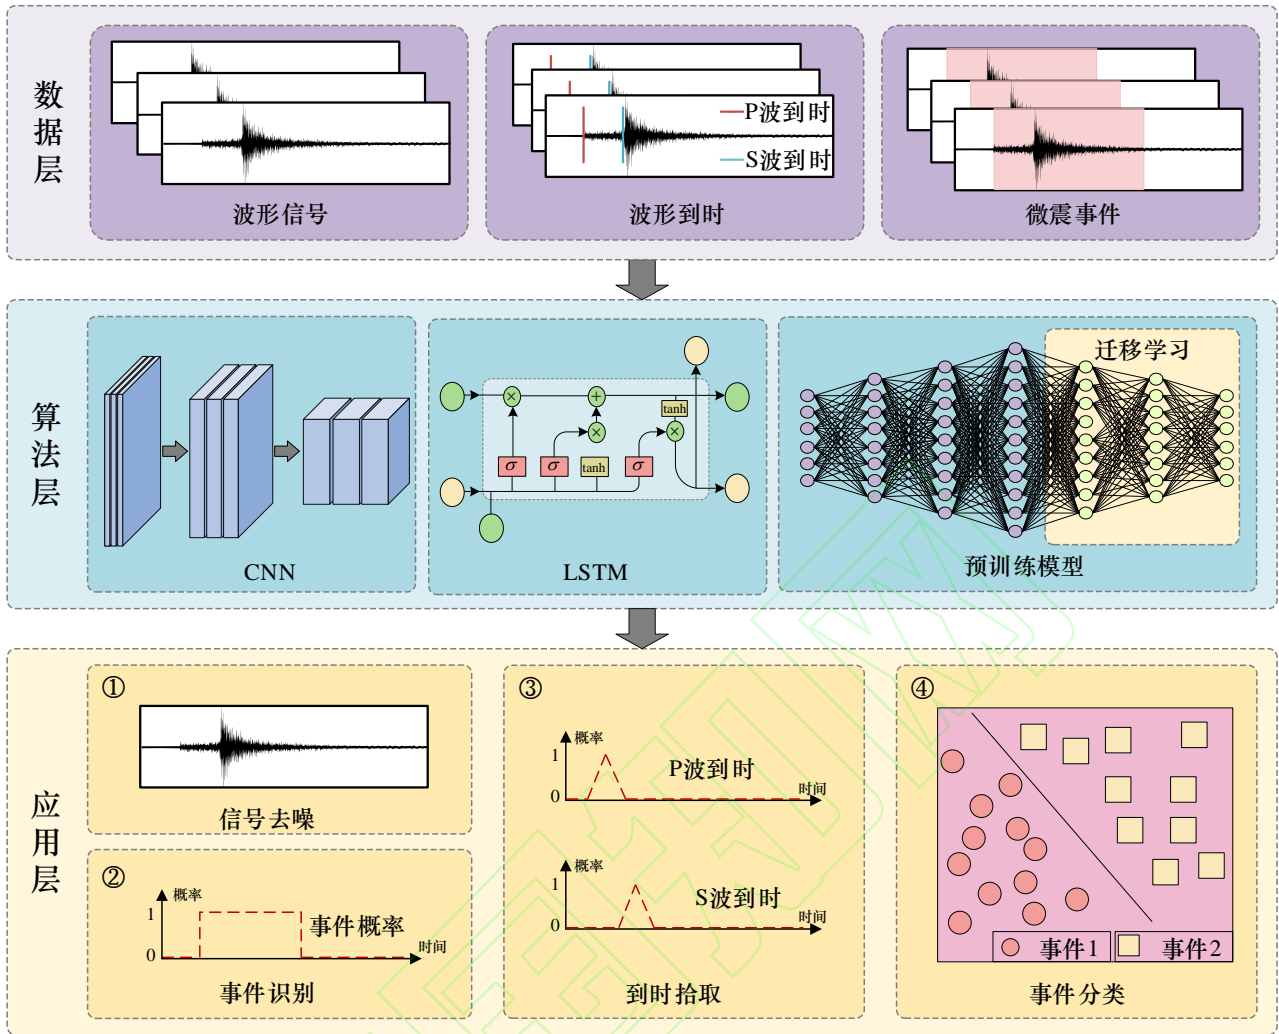 数据层
P波到时
S波到时
波形信号
波形到时
微震事件
算法层
迁移学习
×
+
tanh
×
×
σ
σ
tanh
σ
CNN
LSTM
预训练模型
应用层
①
信号去噪
②
概率
1
0
事件概率
时间
事件识别
③
概率
1
0
P波到时
时间
概率
1
0
S波到时
时间
到时拾取
④
事件1
事件2
事件分类